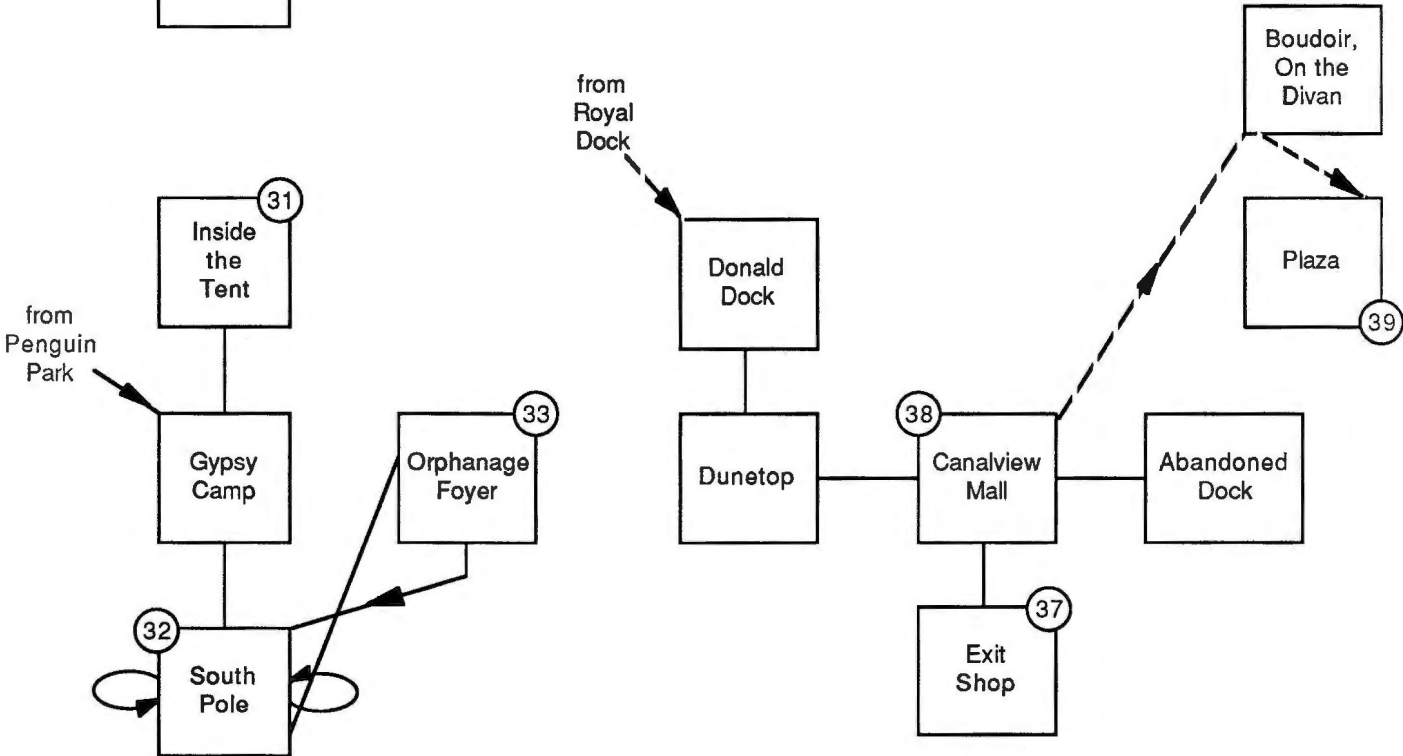 Boudoir,
On the
Divan
from
Royal
Dock
31
Inside
the
Tent
Donald
Dock
Plaza
39
from
Penguin
Park
Gypsy
Camp
33
Orphanage
Foyer
Dunetop
38
Canalview
Mall
Abandoned
Dock
32
South
Pole
37
Exit
Shop